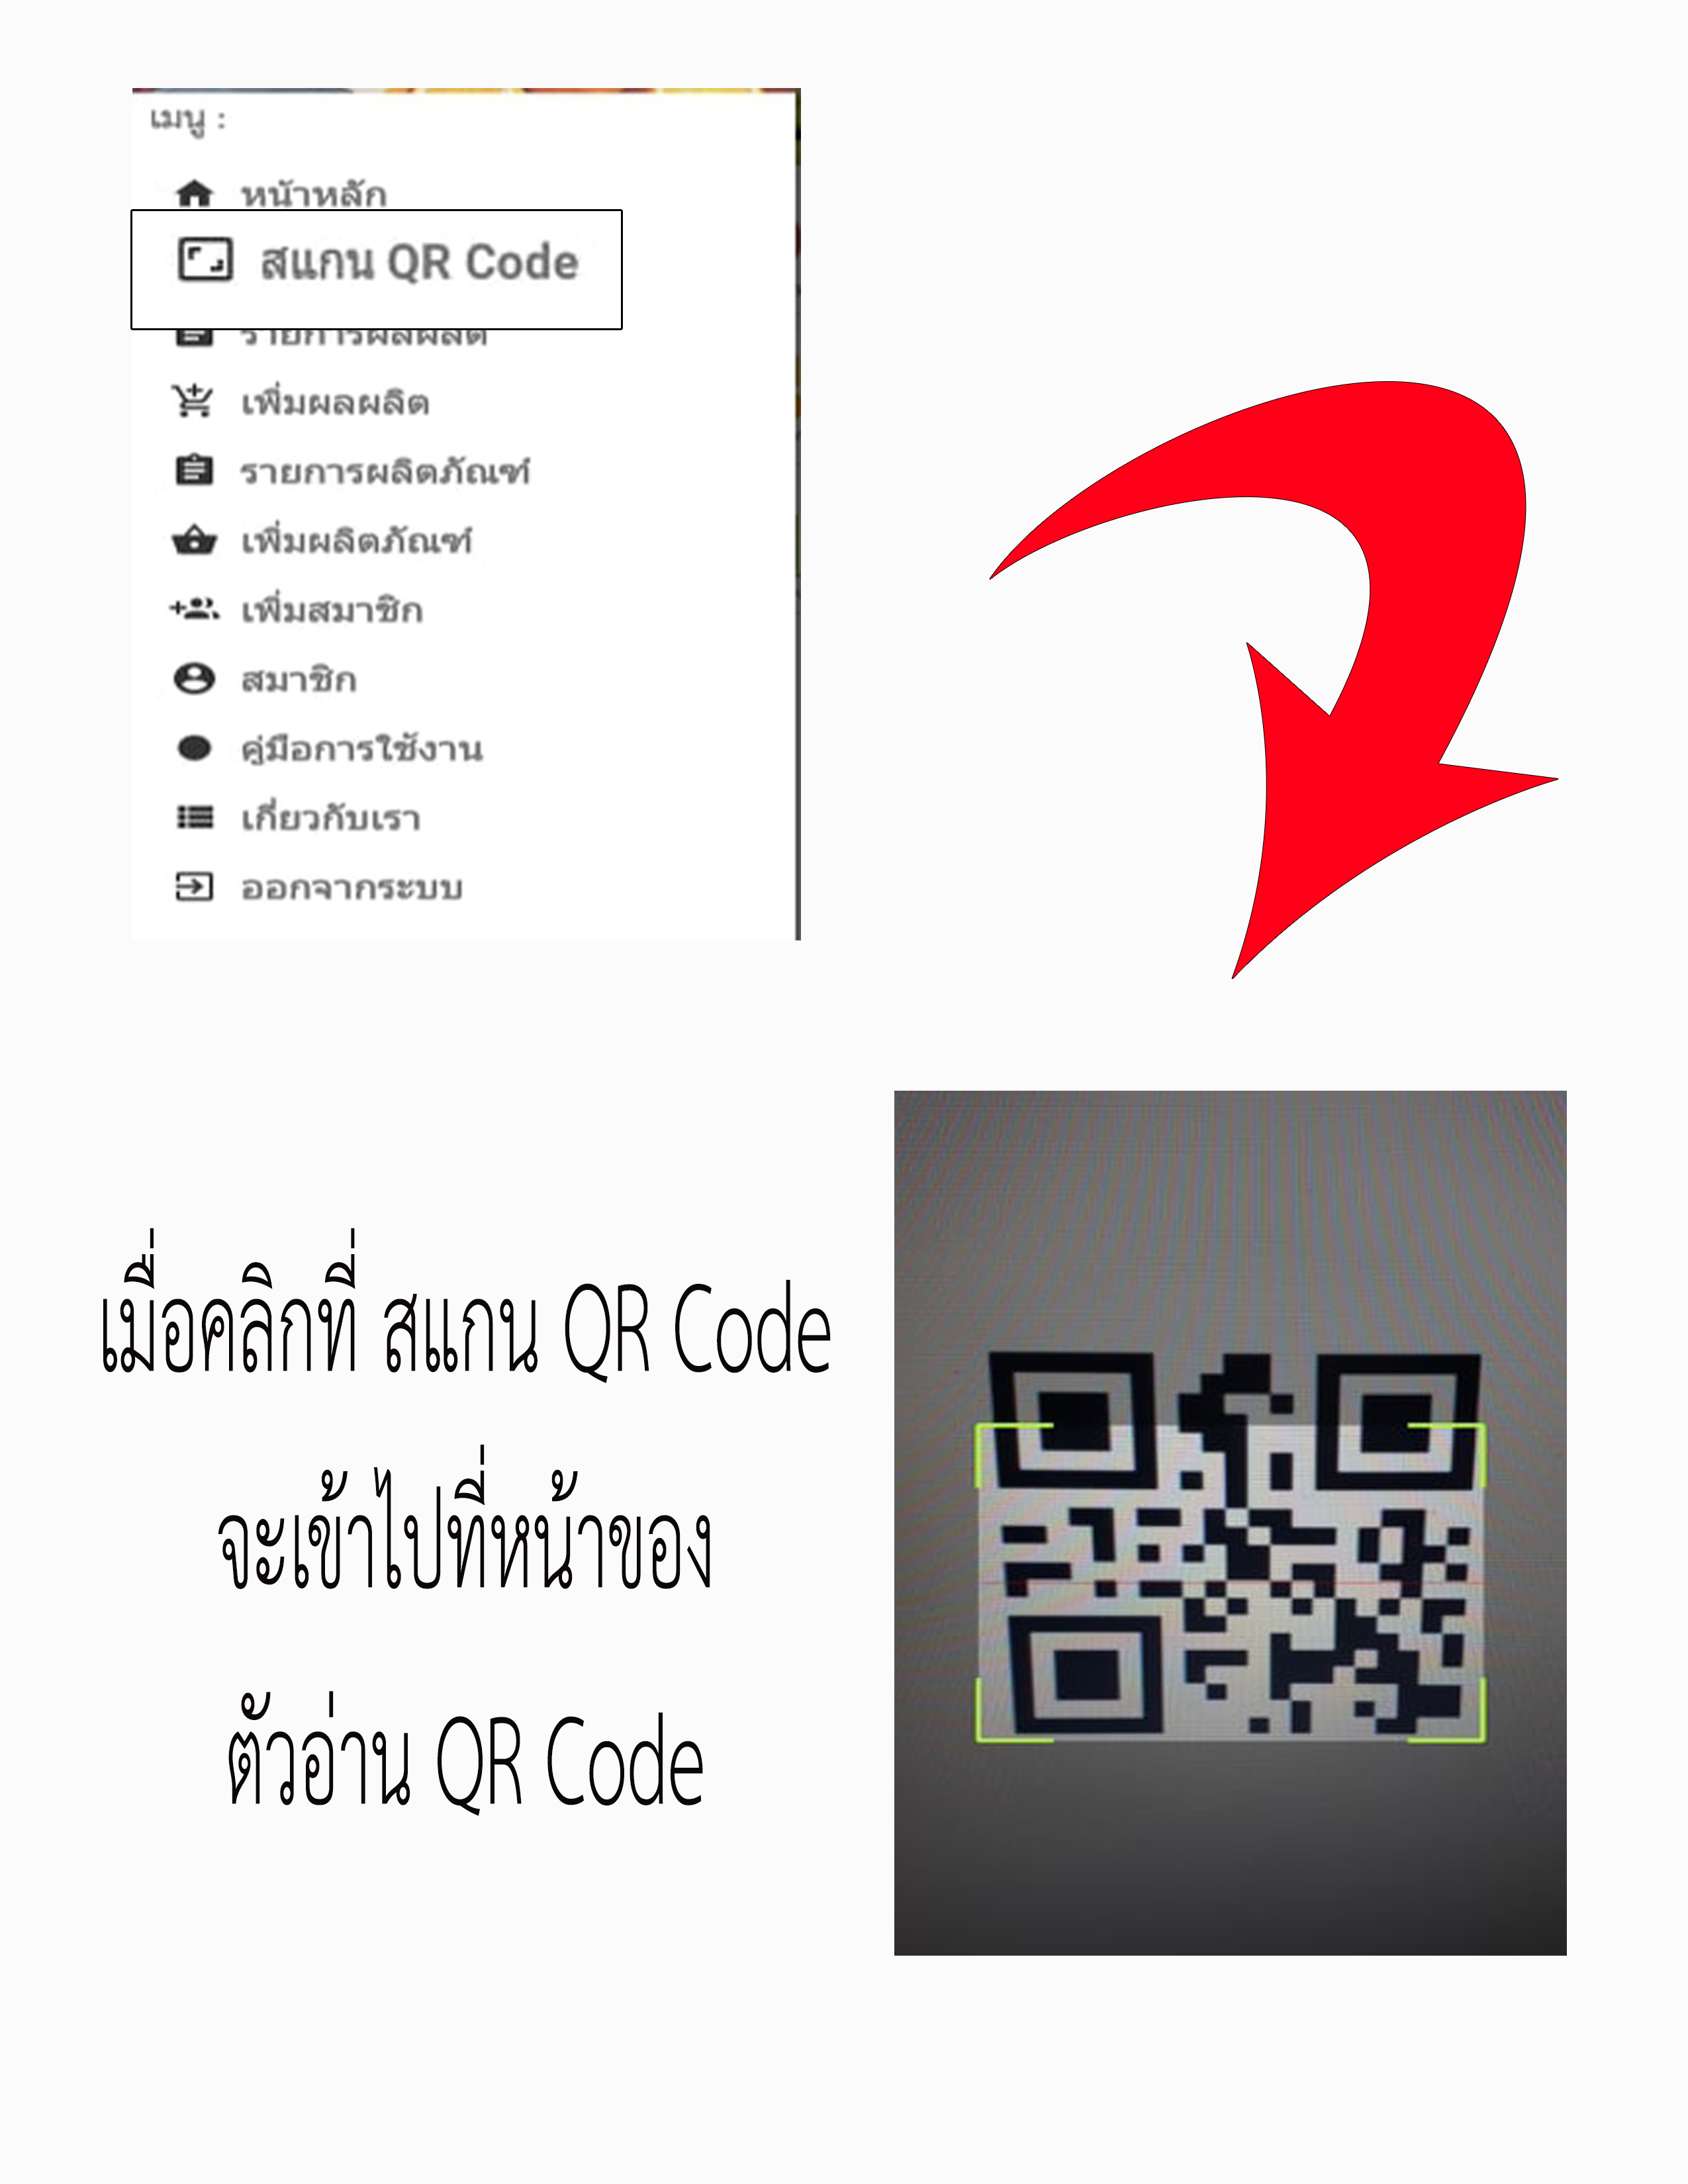 เมนู :
หน้าหลัก
สแกน QR Code
รายการผลผลิต
เพิ่มผลผลิต
รายการผลิตภัณฑ์
เพิ่มผลิตภัณฑ์
เพิ่มสมาชิก
สมาชิก
คู่มือการใช้งาน
เกี่ยวกับเรา
ออกจากระบบ
เมื่อคลิกที่ สแกน QR Code
จะเข้าไปที่หน้าของ
ตัวอ่าน QR Code